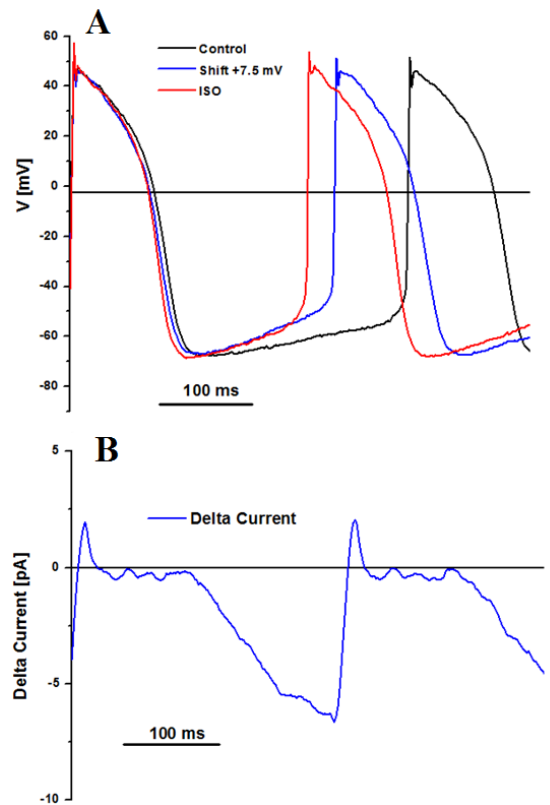 A
60
40
20
0
-20
-40
-60
-80
V [mV]
Control
Shift +7.5 mV
ISO
100 ms
B
5
0
-5
-10
Delta Current [pA]
Delta Current
100 ms